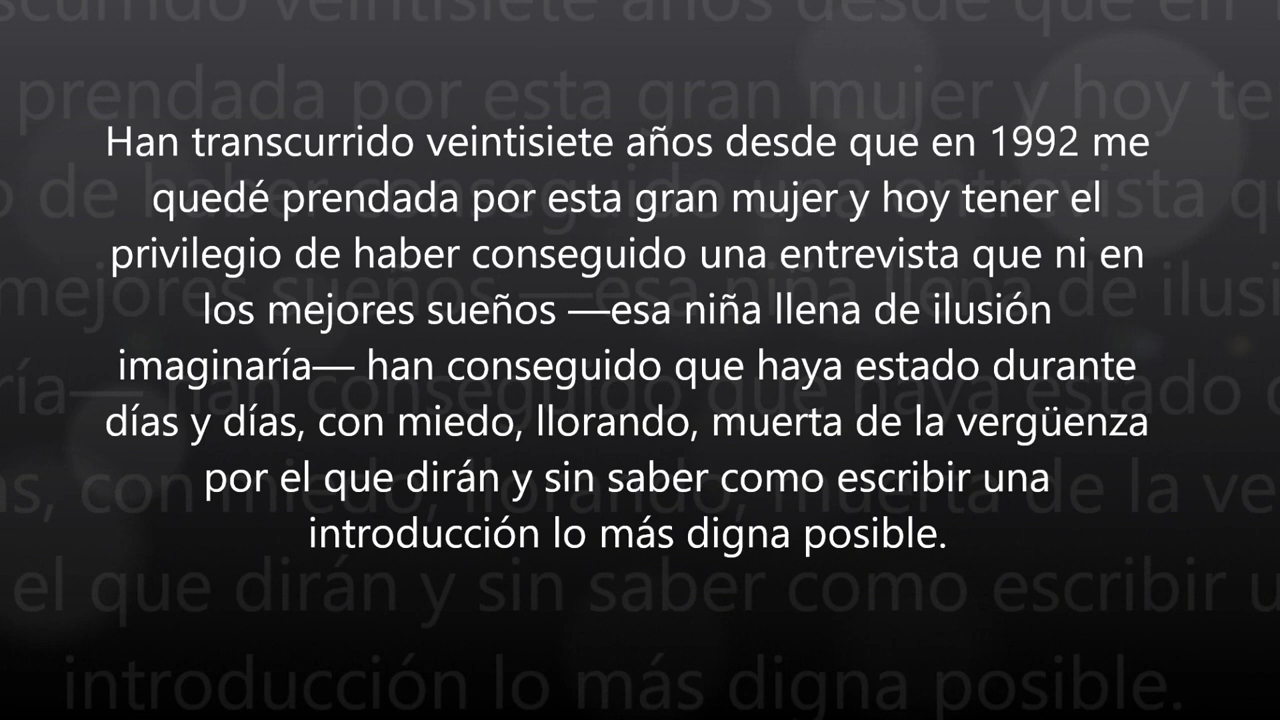 Han transcurrido veintisiete años desde que en 1992 me
quedé prendada por esta gran mujer y hoy tener el
privilegio de haber conseguido una entrevista que ni en
los mejores sueños —esa niña llena de ilusión
imaginaría— han conseguido que haya estado durante
días y días, con miedo, llorando, muerta de la vergüenza
por el que dirán y sin saber como escribir una
introducción lo más digna posible.